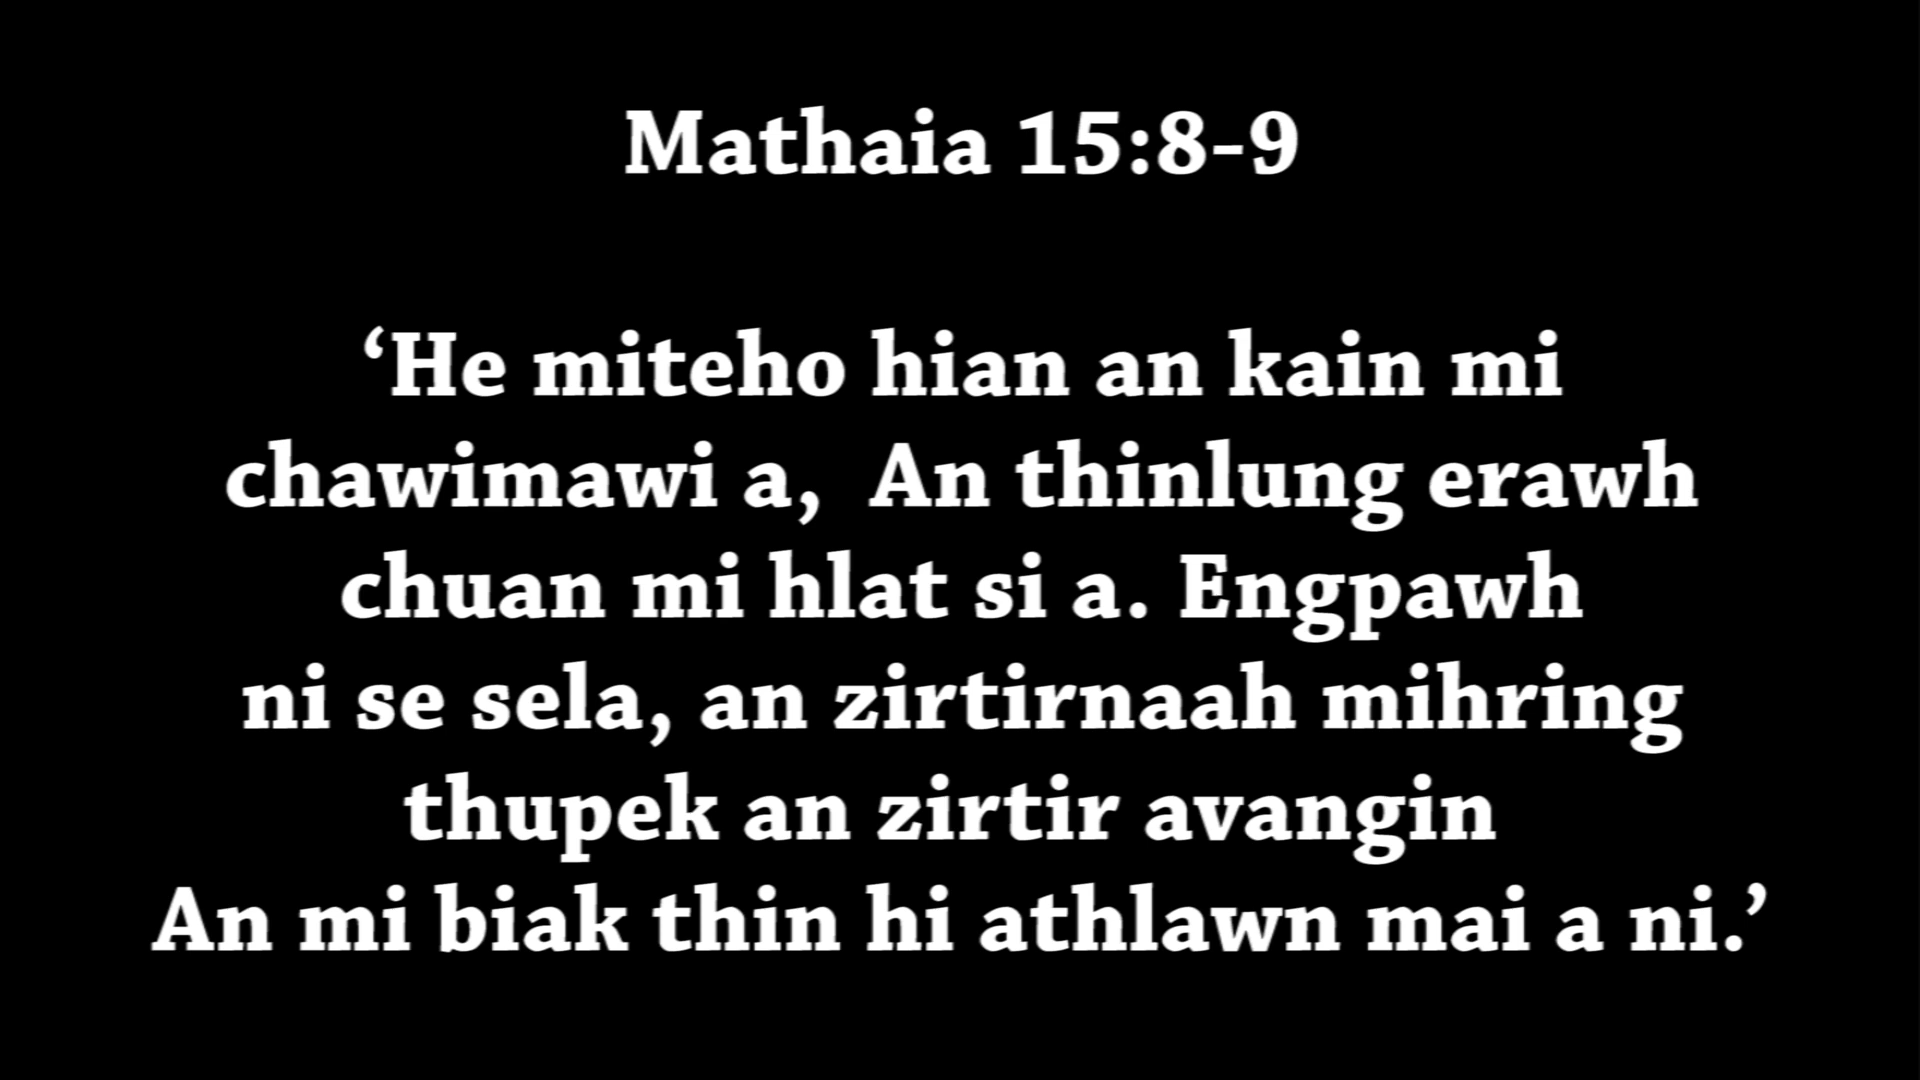 Mathaia 15:8-9
‘He miteho hian an kain mi
chawimawi a,  An thinlung erawh
chuan mi hlat si a. Engpawh
ni se sela, an zirtirnaah mihring
thupek an zirtir avangin
An mi biak thin hi athlawn mai a ni.’